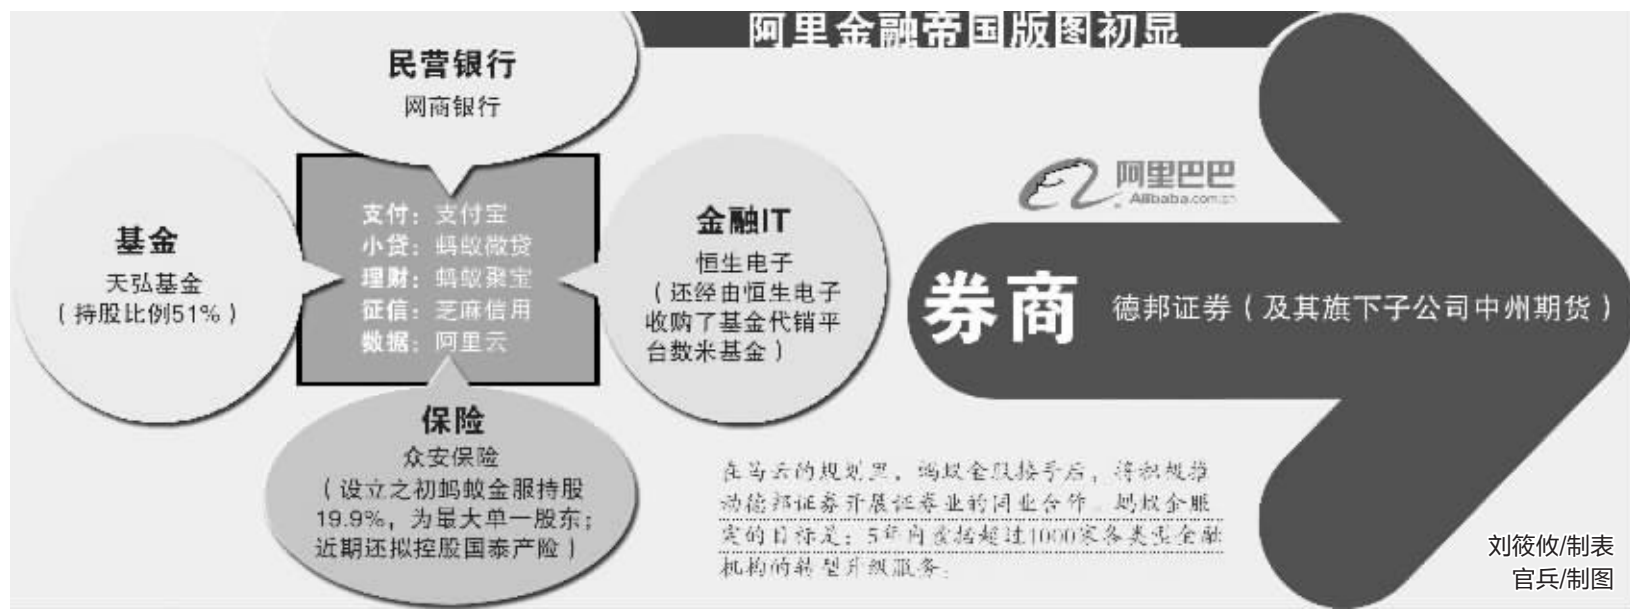 阿里金融帝国版图初显
民营银行
网商银行
基金
天弘基金
（持股比例51%）
支付：支付宝
小贷：蚂蚁微贷
理财：蚂蚁聚宝
征信：芝麻信用
数据：阿里云
金融IT
恒生电子
（还经由恒生电子
收购了基金代销平
台数米基金）
保险
众安保险
（设立之初蚂蚁金服持股
19.9%，为最大单一股东；
近期还拟控股国泰产险）
阿里巴巴
Alibaba.com.cn
券商
德邦证券（及其旗下子公司中州期货）
在马云的规划里，蚂蚁金服接手后，将积极推
动德邦证券开展证券业的同业合作。蚂蚁金服
定的目标是：5年内支持超过1000家各类型金融
机构的转型升级服务。
刘筱攸/制表
官兵/制图